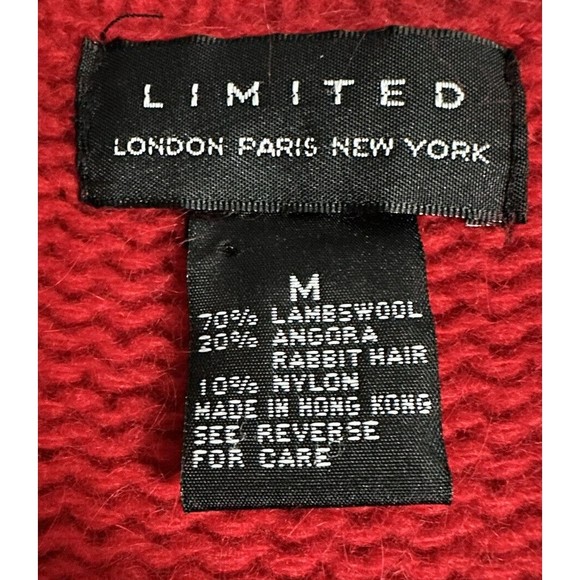 LIMITED
LONDON PARIS NEW YORK
M
70% LAMBSWOOL
20% ANGORA
RABBIT HAIR
10% NYLON
MADE IN HONG KONG
SEE REVERSE
FOR CARE